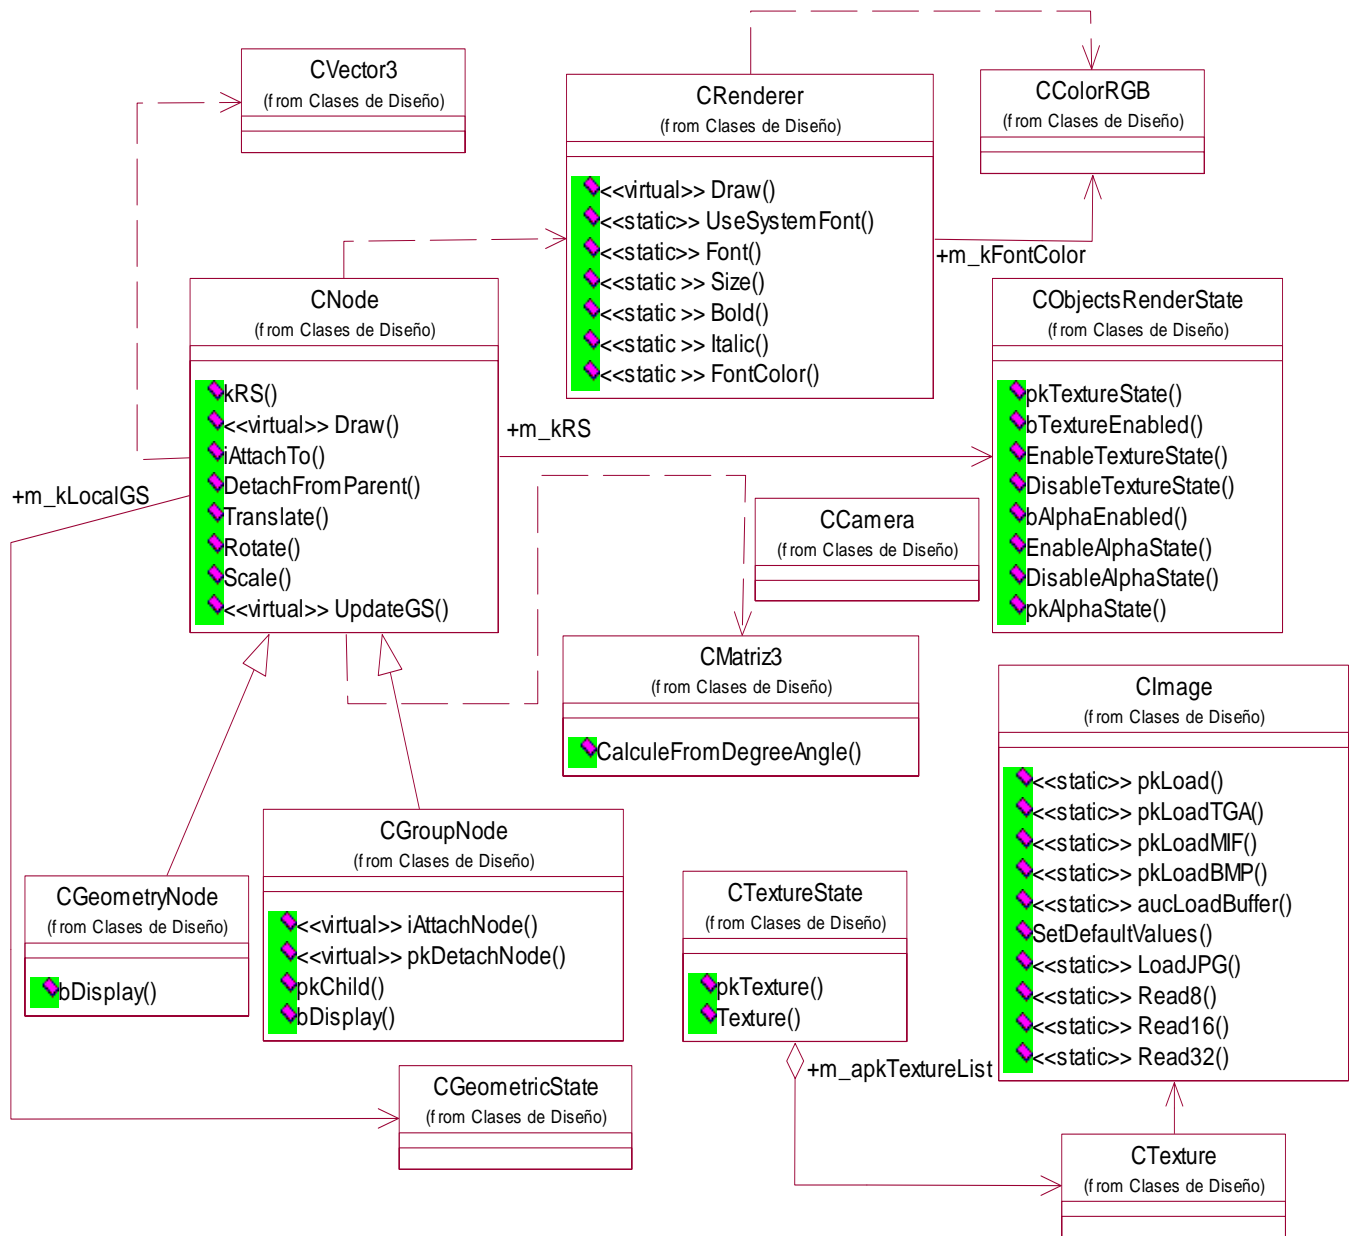 CVector3
(from Clases de Diseño)
CRenderer
(from Clases de Diseño)
<<virtual>> Draw()
<<static>> UseSystemFont()
<<static>> Font()
<<static >> Size()
<<static >> Bold()
<<static >> Italic()
<<static >> FontColor()
CColorRGB
(from Clases de Diseño)
+m_kFontColor
CNode
(from Clases de Diseño)
kRS()
<<virtual>> Draw()
iAttachTo()
DetachFromParent()
Translate()
Rotate()
Scale()
<<virtual>> UpdateGS()
+m_kRS
+m_kLocalGS
CObjectsRenderState
(from Clases de Diseño)
pkTextureState()
bTextureEnabled()
EnableTextureState()
DisableTextureState()
bAlphaEnabled()
EnableAlphaState()
DisableAlphaState()
pkAlphaState()
CCamera
(from Clases de Diseño)
CMatriz3
(from Clases de Diseño)
CalculeFromDegreeAngle()
CImage
(from Clases de Diseño)
<<static>> pkLoad()
<<static>> pkLoadTGA()
<<static>> pkLoadMIF()
<<static>> pkLoadBMP()
<<static>> aucLoadBuffer()
SetDefaultValues()
<<static>> LoadJPG()
<<static>> Read8()
<<static>> Read16()
<<static>> Read32()
CGroupNode
(from Clases de Diseño)
<<virtual>> iAttachNode()
<<virtual>> pkDetachNode()
pkChild()
bDisplay()
CGeometryNode
(from Clases de Diseño)
bDisplay()
CTextureState
(from Clases de Diseño)
pkTexture()
Texture()
+m_apkTextureList
CGeometricState
(from Clases de Diseño)
CTexture
(from Clases de Diseño)